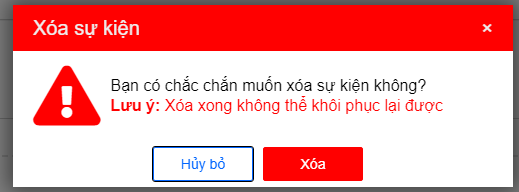 Xóa sự kiện
×
Bạn có chắc chắn muốn xóa sự kiện không?
Lưu ý: Xóa xong không thể khôi phục lại được
Hủy bỏ
Xóa